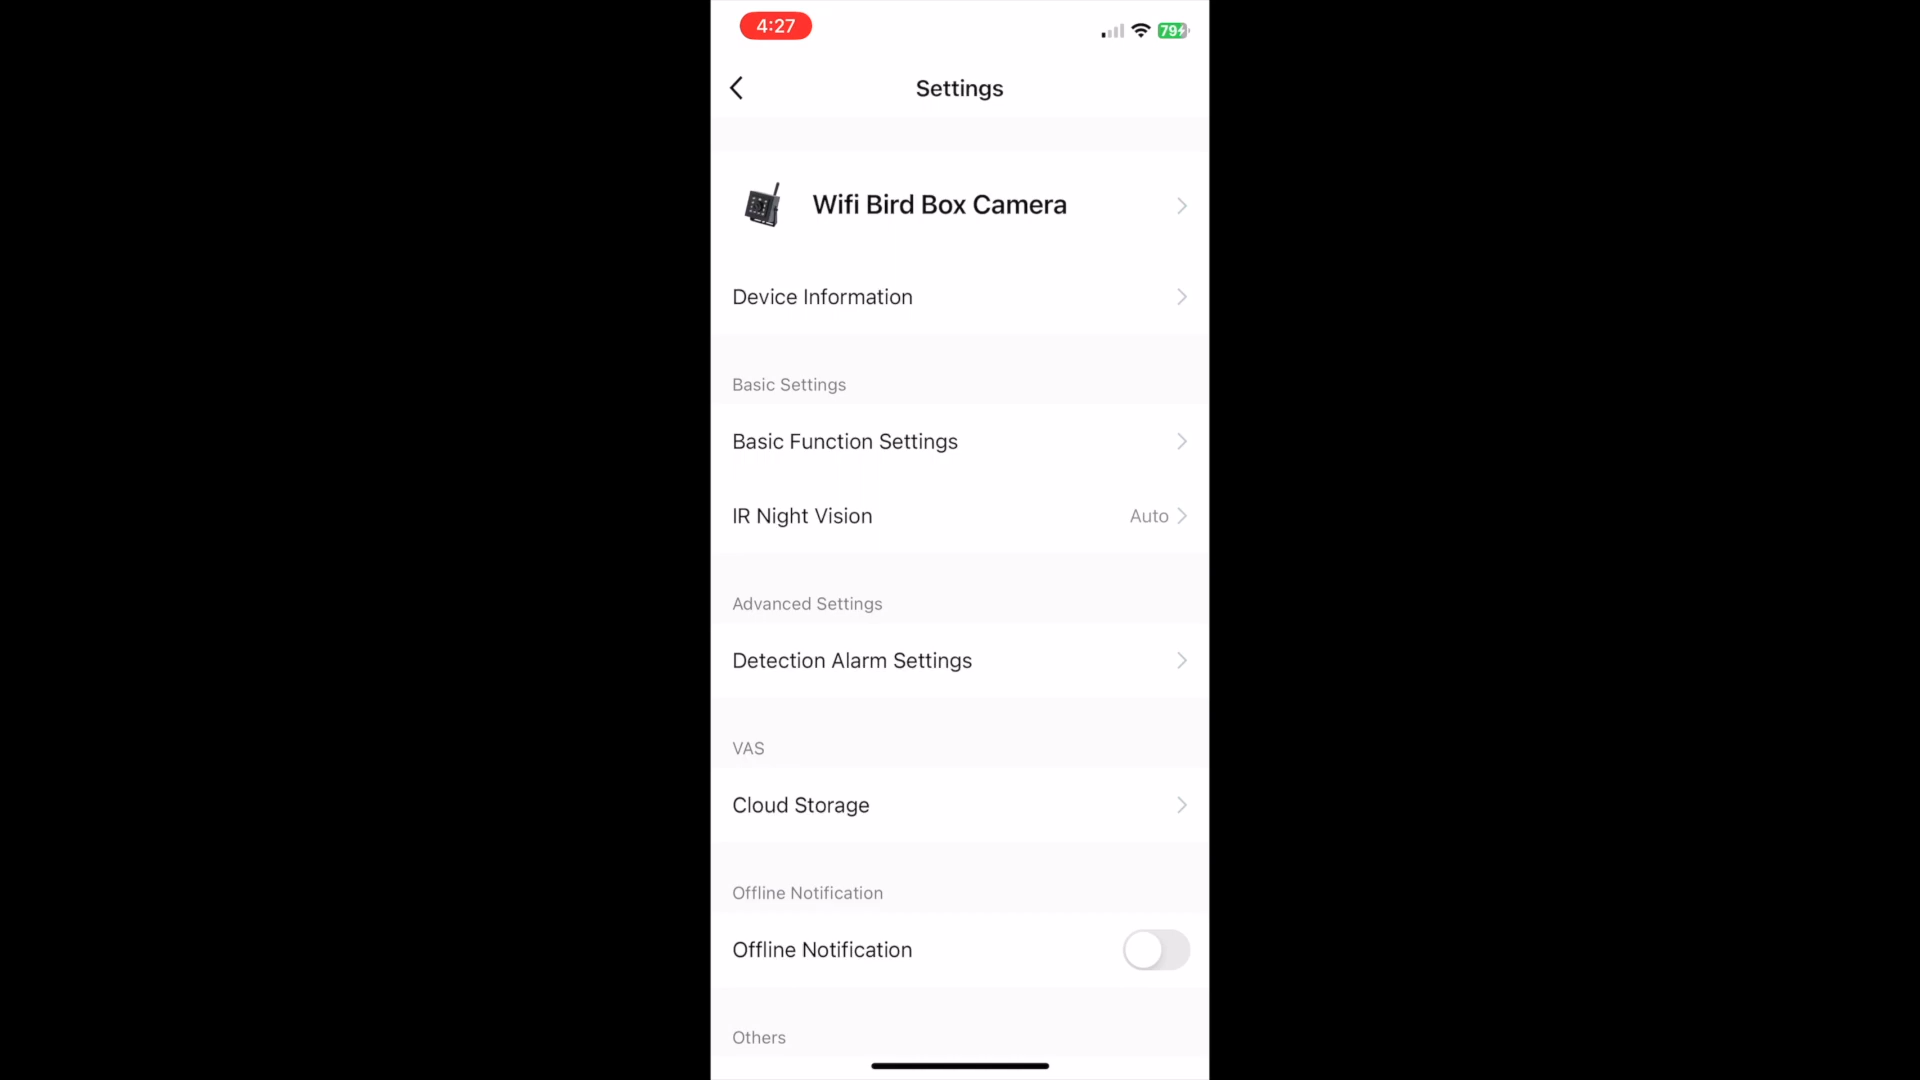 4:27
79
Settings
Wifi Bird Box Camera
Device Information
Basic Settings
Basic Function Settings
IR Night Vision
Auto
Advanced Settings
Detection Alarm Settings
VAS
Cloud Storage
Offline Notification
Offline Notification
Others